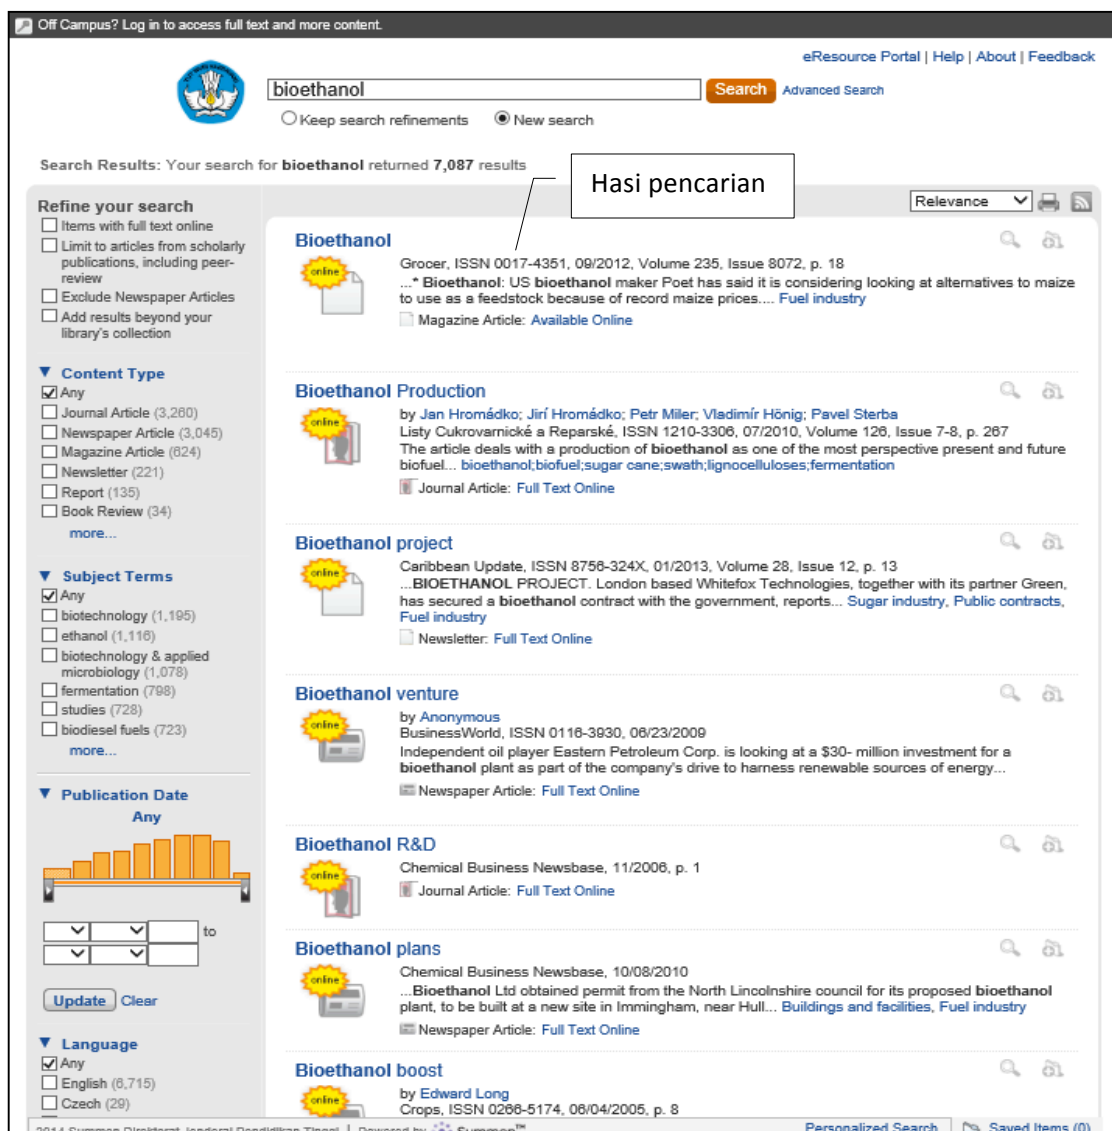 Off Campus? Log in to access full text and more content.
eResource Portal | Help | About | Feedback
bioethanol
Search
Advanced Search
Keep search refinements
New search
Search Results: Your search for bioethanol returned 7,087 results
Hasi pencarian
Relevance
Refine your search
Items with full text online
Limit to articles from scholarly
publications, including peer-
review
Exclude Newspaper Articles
Add results beyond your
library's collection
Content Type
Any
Journal Article (3,260)
Newspaper Article (3,045)
Magazine Article (624)
Newsletter (221)
Report (135)
Book Review (34)
more...
Subject Terms
Any
biotechnology (1,195)
ethanol (1,116)
biotechnology & applied
microbiology (1,078)
fermentation (798)
studies (728)
biodiesel fuels (723)
more...
Publication Date
Any
to
Update
Clear
Language
Any
English (6,715)
Czech (29)
Bioethanol
online
Grocer, ISSN 0017-4351, 09/2012, Volume 235, Issue 8072, p. 18
...* Bioethanol: US bioethanol maker Poet has said it is considering looking at alternatives to maize
to use as a feedstock because of record maize prices.... Fuel industry
Magazine Article: Available Online
Bioethanol Production
online
by Jan Hromádko; Jirí Hromádko; Petr Miler; Vladimír Hönig; Pavel Sterba
Listy Cukrovarnické a Reparské, ISSN 1210-3306, 07/2010, Volume 126, Issue 7-8, p. 267
The article deals with a production of bioethanol as one of the most perspective present and future
biofuel... bioethanol;biofuel;sugar cane;swath;lignocelluloses;fermentation
Journal Article: Full Text Online
Bioethanol project
online
Caribbean Update, ISSN 8756-324X, 01/2013, Volume 28, Issue 12, p. 13
...BIOETHANOL PROJECT. London based Whitefox Technologies, together with its partner Green,
has secured a bioethanol contract with the government, reports... Sugar industry, Public contracts,
Fuel industry
Newsletter: Full Text Online
Bioethanol venture
online
by Anonymous
BusinessWorld, ISSN 0116-3930, 06/23/2009
Independent oil player Eastern Petroleum Corp. is looking at a $30- million investment for a
bioethanol plant as part of the company's drive to harness renewable sources of energy...
Newspaper Article: Full Text Online
Bioethanol R&D
online
Chemical Business Newsbase, 11/2006, p. 1
Journal Article: Full Text Online
Bioethanol plans
online
Chemical Business Newsbase, 10/08/2010
...Bioethanol Ltd obtained permit from the North Lincolnshire council for its proposed bioethanol
plant, to be built at a new site in Immingham, near Hull... Buildings and facilities, Fuel industry
Newspaper Article: Full Text Online
Bioethanol boost
online
by Edward Long
Crops, ISSN 0266-5174, 06/04/2005, p. 8
2014 Summon Direktorat Jenderal Pendidikan Tinggi | Powered by Summon™
Personalized Search
Saved Items (0)